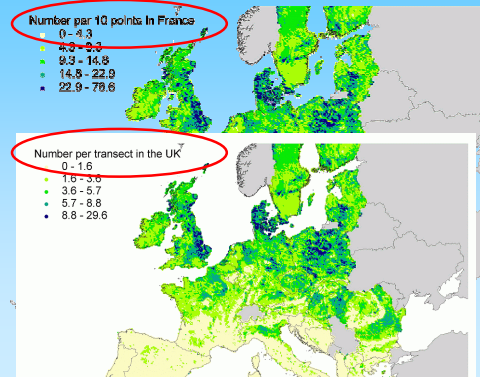 Number par 10 points In France
0 - 4.3
4.3 - 9.3
9.3 - 14.8
14.8 - 22.9
22.9 - 76.6
Number per transect in the UK
0 - 1.6
1.6 - 3.6
3.6 - 5.7
5.7 - 8.8
8.8 - 29.6